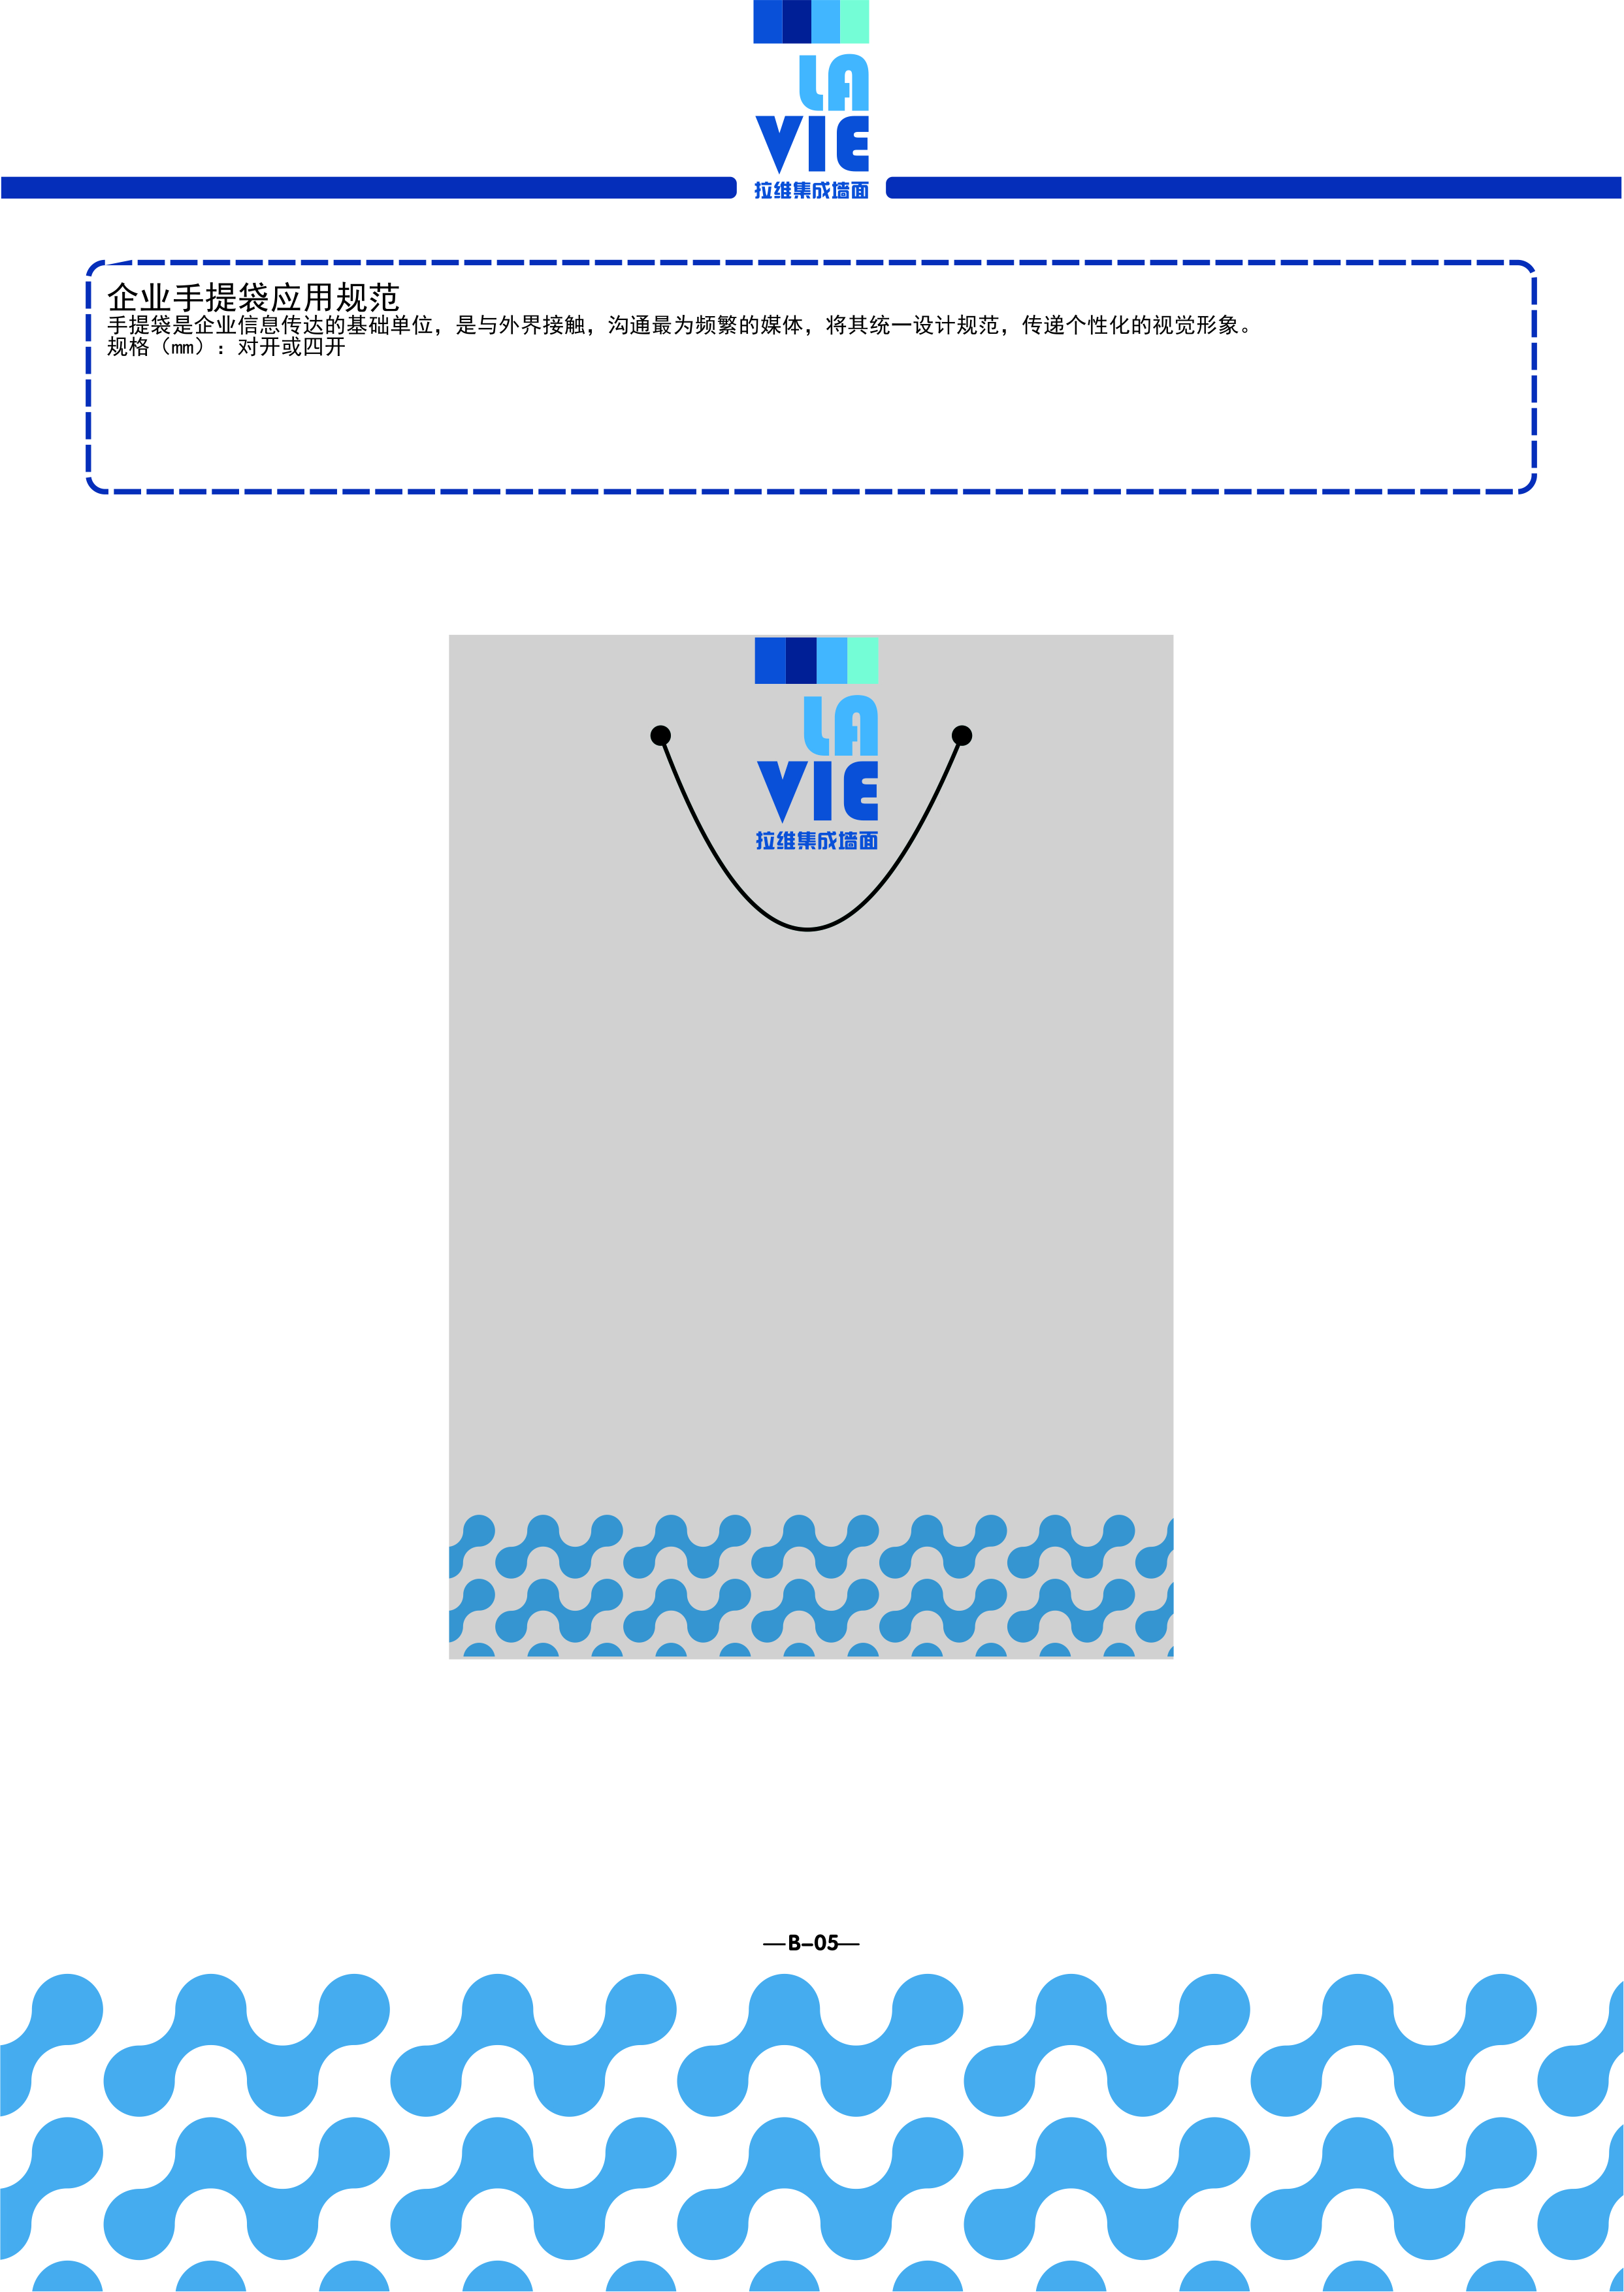 LA
VIE
拉维集成墙面
企业手提袋应用规范
手提袋是企业信息传达的基础单位，是与外界接触，沟通最为频繁的媒体，将其统一设计规范，传递个性化的视觉形象。
规格（mm）：对开或四开
LA
VIE
拉维集成墙面
—B-05—